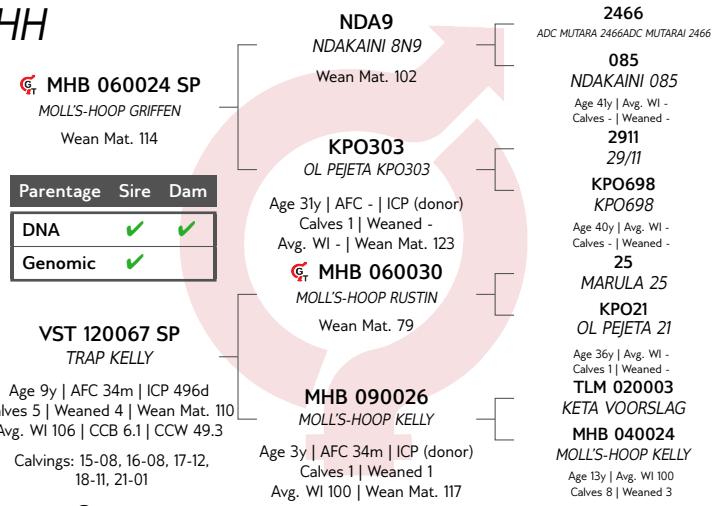 HH
MHB 060024 SP
MOLL'S-HOOP GRIFFEN
Wean Mat. 114
Parentage Sire Dam
DNA ✔ ✔
Genomic ✔
VST 120067 SP
TRAP KELLY
Age 9y | AFC 34m | ICP 496d
alves 5 | Weaned 4 | Wean Mat. 110
Avg. WI 106 | CCB 6.1 | CCW 49.3
Calvings: 15-08, 16-08, 17-12,
18-11, 21-01
NDA9
NDAKAINI 8N9
Wean Mat. 102
KPO303
OL PEJETA KPO303
Age 31y | AFC - | ICP (donor)
Calves 1 | Weaned -
Avg. WI - | Wean Mat. 123
MHB 060030
MOLL'S-HOOP RUSTIN
Wean Mat. 79
MHB 090026
MOLL'S-HOOP KELLY
Age 3y | AFC 34m | ICP (donor)
Calves 1 | Weaned 1
Avg. WI 100 | Wean Mat. 117
2466
ADC MUTARA 2466ADC MUTARAI 2466
085
NDAKAINI 085
Age 41y | Avg. WI -
Calves - | Weaned -
2911
29/11
KPO698
KPO698
Age 40y | Avg. WI -
Calves - | Weaned -
25
MARULA 25
KPO21
OL PEJETA 21
Age 36y | Avg. WI -
Calves 1 | Weaned -
TLM 020003
KETA VOORSLAG
MHB 040024
MOLL'S-HOOP KELLY
Age 13y | Avg. WI 100
Calves 8 | Weaned 3